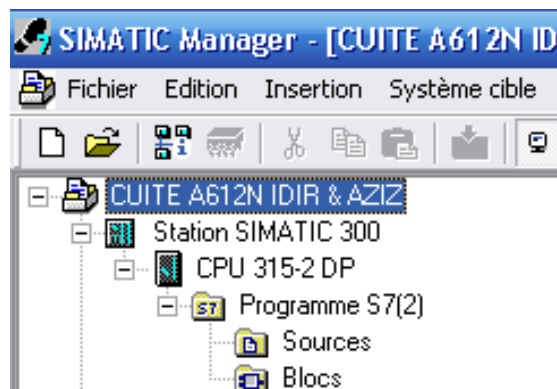 SIMATIC Manager - [CUITE A612N ID
Fichier Edition Insertion Système cible
CUITE A612N IDIR & AZIZ
Station SIMATIC 300
CPU 315-2 DP
S7 Programme S7(2)
Sources
Blocs